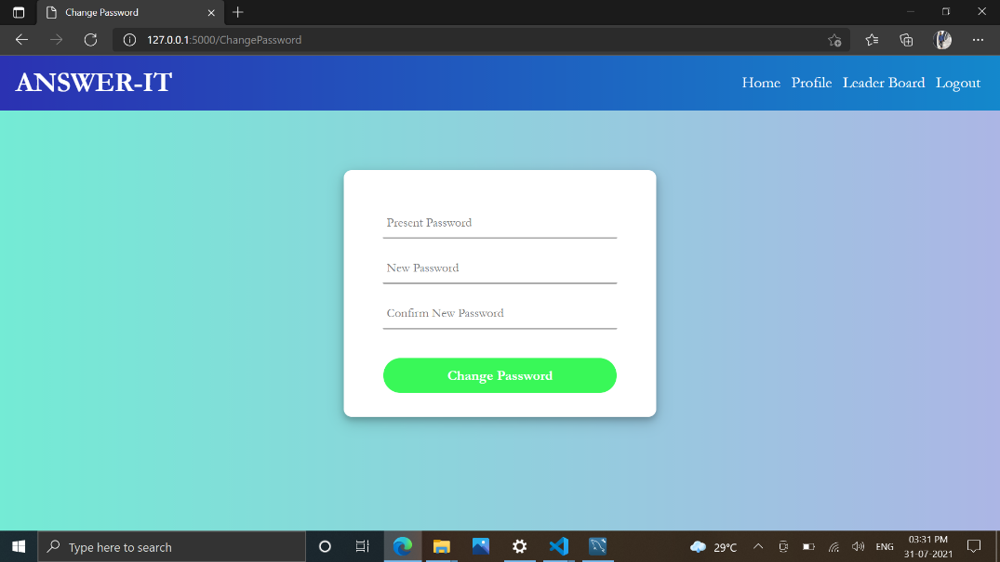 Change Password
127.0.0.1:5000/ChangePassword
ANSWER-IT
Home Profile Leader Board Logout
Present Password
New Password
Confirm New Password
Change Password
Type here to search
29°C
ENG
03:31 PM
31-07-2021